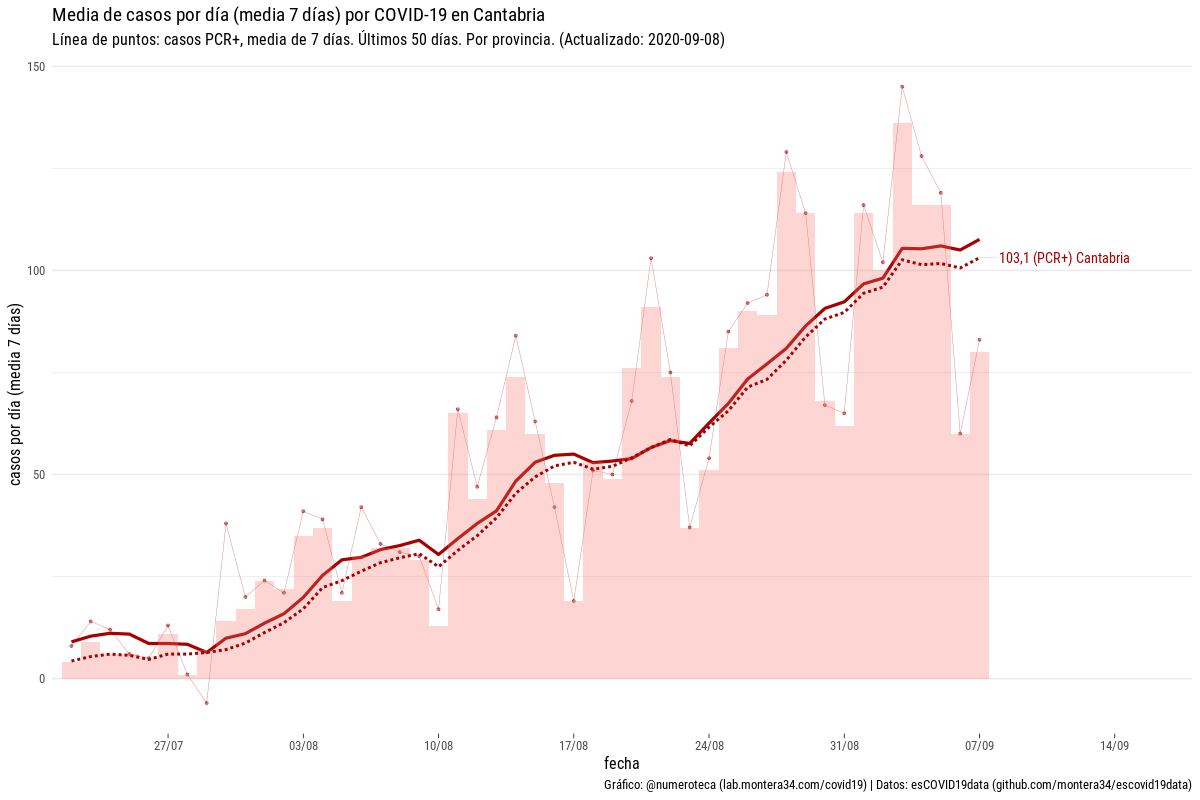 Media de casos por día (media 7 días) por COVID-19 en Cantabria
Línea de puntos: casos PCR+, media de 7 días. Últimos 50 días. Por provincia. (Actualizado: 2020-09-08)
150
100
50
0
casos por día (media 7 días)
103,1 (PCR+) Cantabria
27/07
03/08
10/08
17/08
24/08
31/08
07/09
14/09
fecha
Gráfico: @numeroteca (lab.montera34.com/covid19) | Datos: esCOVID19data (github.com/montera34/escovid19data)